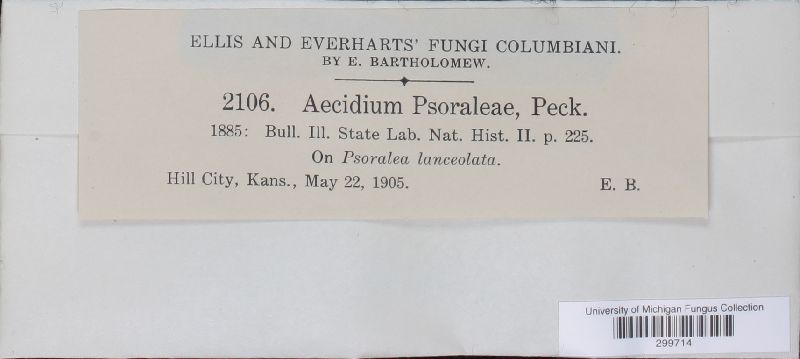 ELLIS AND EVERHARTS' FUNGI COLUMBIANI.
BY E. BARTHOLOMEW.
2106. Aecidium Psoraleae, Peck.
1885: Bull. Ill. State Lab. Nat. Hist. II. p. 225.
On Psoralea lanceolata.
Hill City, Kans., May 22, 1905. E. B.
University of Michigan Fungus Collection
299714